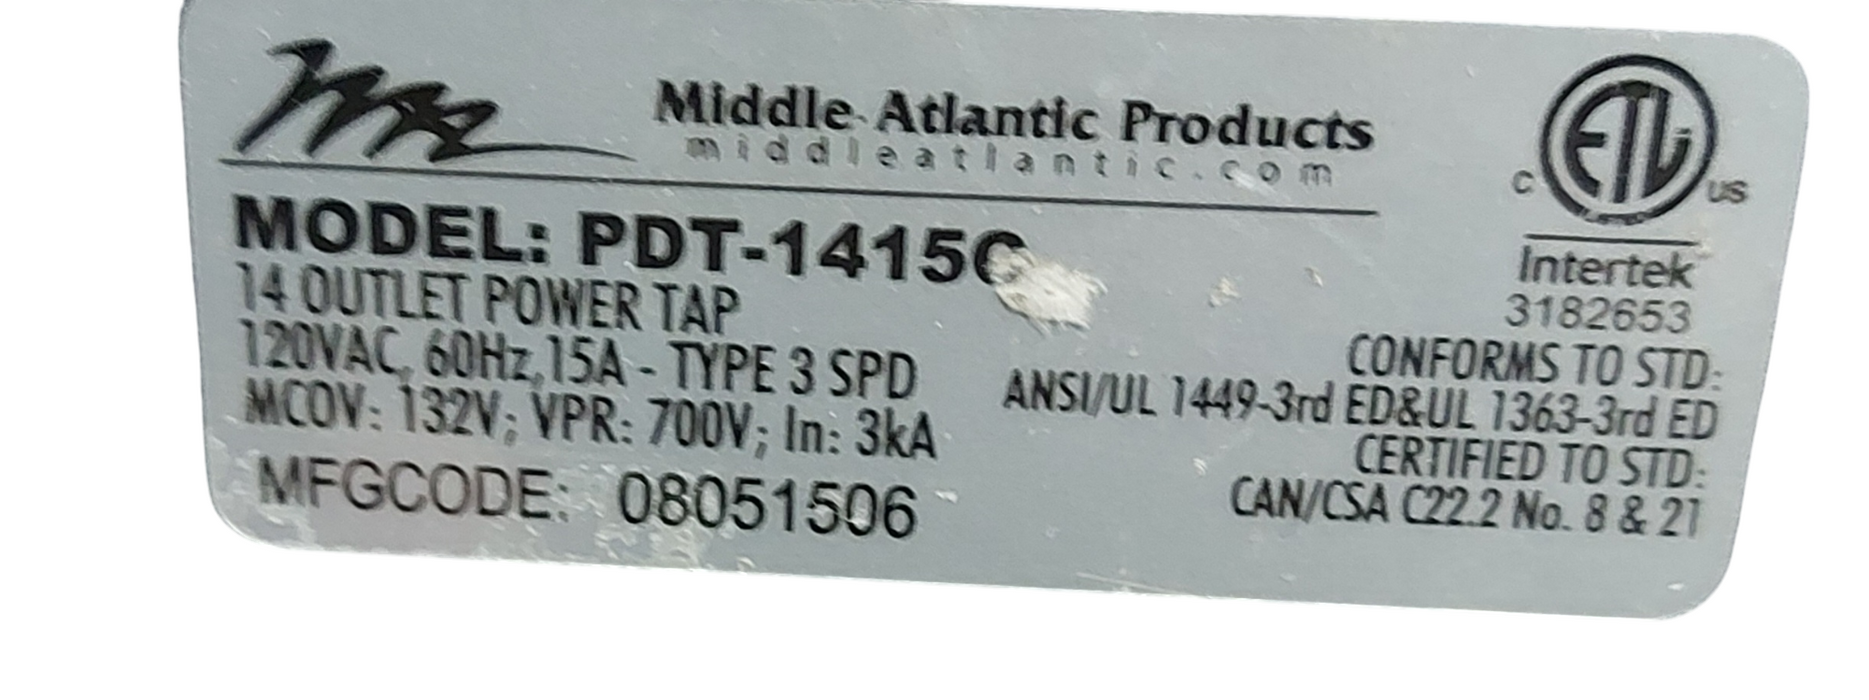 Middle Atlantic Products
middleatlantic.com
MODEL: PDT-1415C
14 OUTLET POWER TAP
120VAC, 60Hz,15A - TYPE 3 SPD
MCOV: 132V; VPR: 700V; In: 3kA
MFGCODE: 08051506
ETL
C US
Intertek
3182653
CONFORMS TO STD:
ANSI/UL 1449-3rd ED&UL 1363-3rd ED
CERTIFIED TO STD:
CAN/CSA C22.2 No. 8 & 21